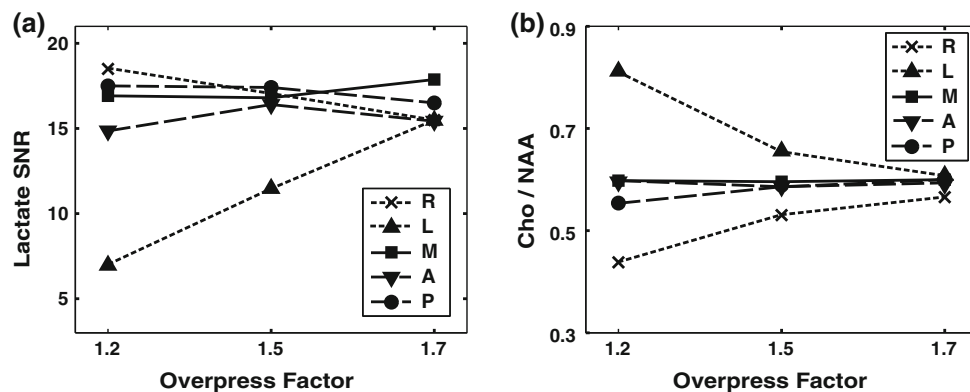 (a)
Lactate SNR
20
15
10
5
1.2
1.5
1.7
Overpress Factor
R
L
M
A
P
(b)
Cho / NAA
0.9
0.7
0.5
0.3
1.2
1.5
1.7
Overpress Factor
R
L
M
A
P